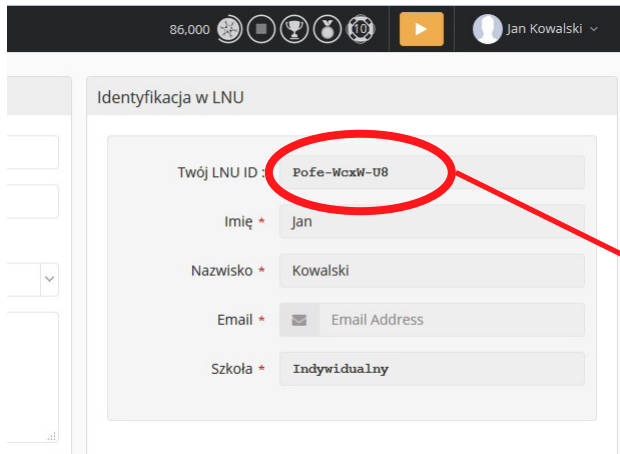 86,000
10
Jan Kowalski
Identyfikacja w LNU
Twój LNU ID :
Pofe-WcxW-U8
Imię *
Jan
Nazwisko *
Kowalski
Email *
Email Address
Szkoła *
Indywidualny